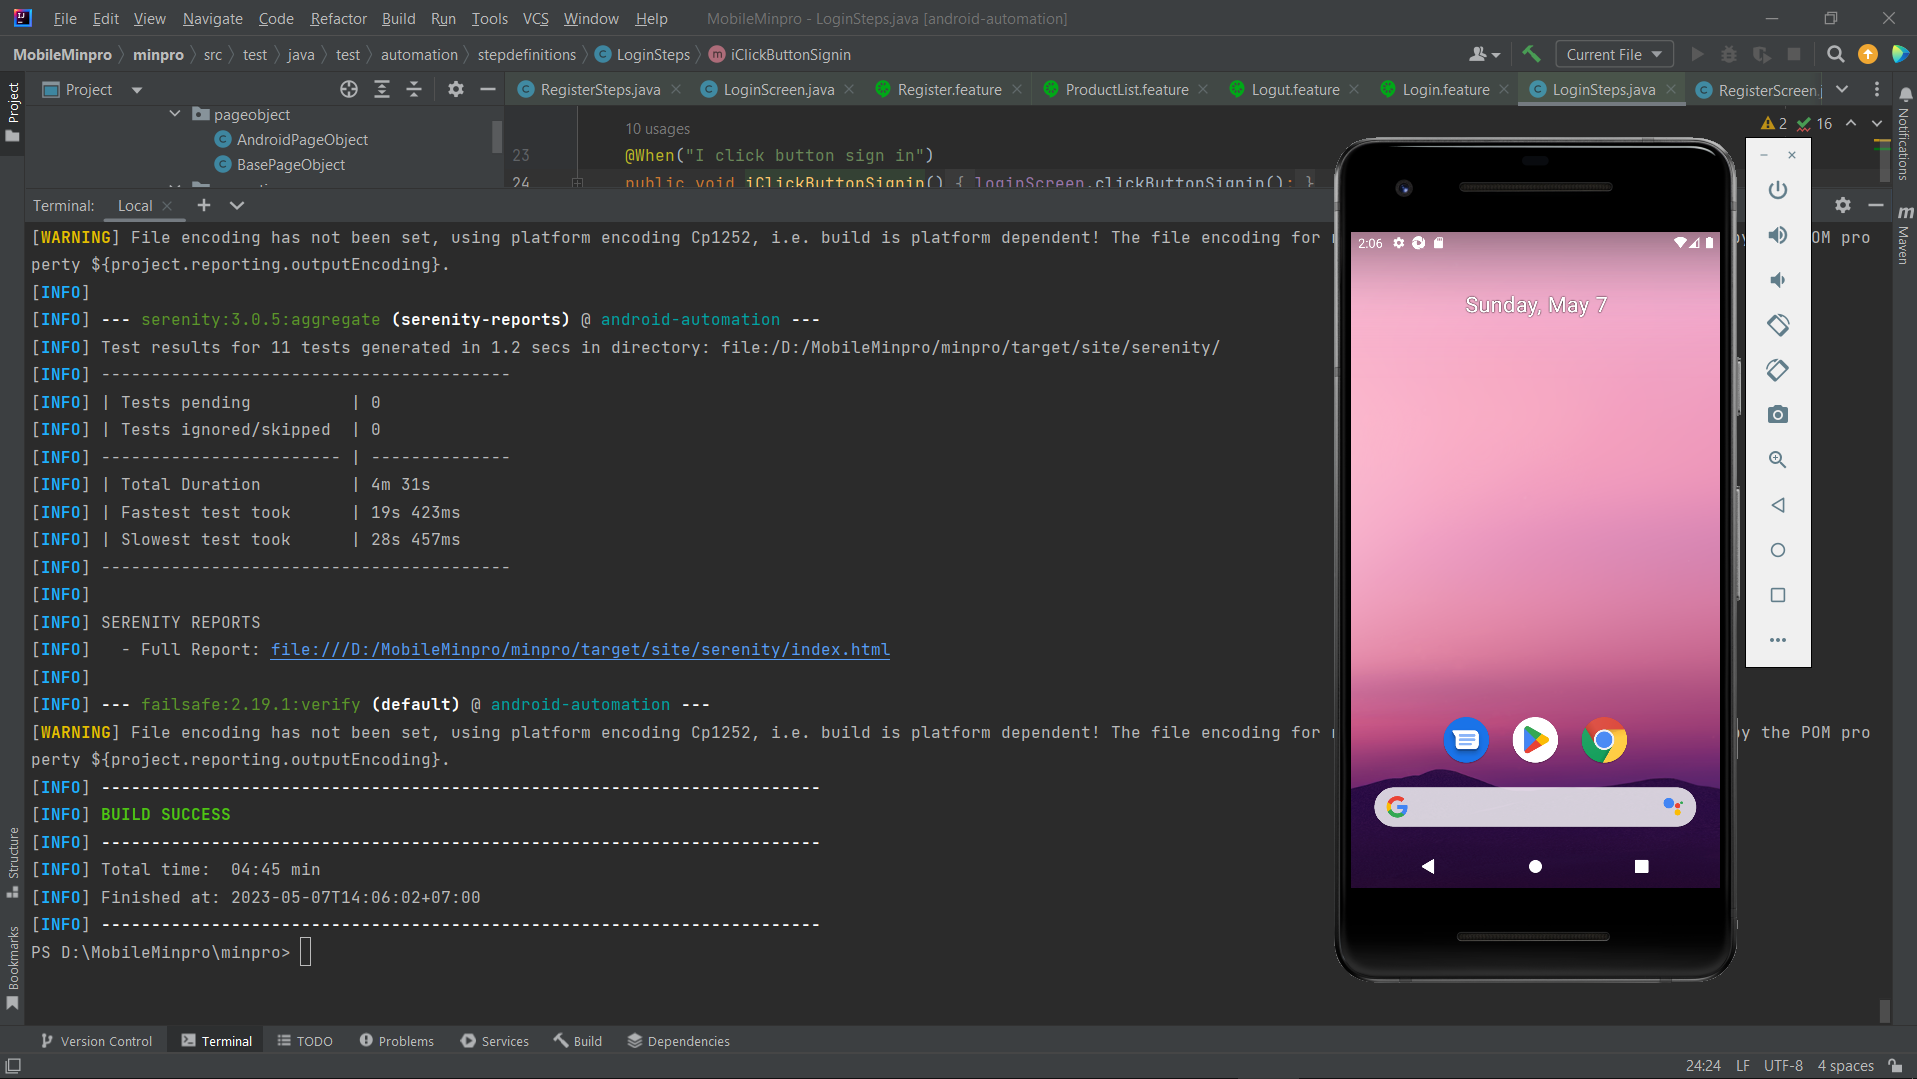 File Edit View Navigate Code Refactor Build Run Tools VCS Window Help MobileMinpro - LoginSteps.java [android-automation]
MobileMinpro minpro src test java test automation stepdefinitions LoginSteps iClickButtonSignin Current File
Project
Project
RegisterSteps.java LoginScreen.java Register.feature ProductList.feature Logut.feature Login.feature LoginSteps.java RegisterScreen.j
Notifications
Maven
pageobject
AndroidPageObject
BasePageObject
10 usages
2 16
23 @When("I click button sign in")
24 public void iClickButtonSignin() { loginScreen.clickButtonSignin(); }
Terminal: Local
[WARNING] File encoding has not been set, using platform encoding Cp1252, i.e. build is platform dependent! The file encoding for OM pro
perty ${project.reporting.outputEncoding}.
[INFO]
[INFO] --- serenity:3.0.5:aggregate (serenity-reports) @ android-automation ---
[INFO] Test results for 11 tests generated in 1.2 secs in directory: file:/D:/MobileMinpro/minpro/target/site/serenity/
[INFO] -----------------------------------------
[INFO] | Tests pending | 0
[INFO] | Tests ignored/skipped | 0
[INFO] ------------------------ | --------------
[INFO] | Total Duration | 4m 31s
[INFO] | Fastest test took | 19s 423ms
[INFO] | Slowest test took | 28s 457ms
[INFO] -----------------------------------------
[INFO]
[INFO] SERENITY REPORTS
[INFO] - Full Report: file:///D:/MobileMinpro/minpro/target/site/serenity/index.html
[INFO]
[INFO] --- failsafe:2.19.1:verify (default) @ android-automation ---
[WARNING] File encoding has not been set, using platform encoding Cp1252, i.e. build is platform dependent! The file encoding for by the POM pro
perty ${project.reporting.outputEncoding}.
[INFO] ------------------------------------------------------------------------
[INFO] BUILD SUCCESS
[INFO] ------------------------------------------------------------------------
[INFO] Total time: 04:45 min
[INFO] Finished at: 2023-05-07T14:06:02+07:00
[INFO] ------------------------------------------------------------------------
PS D:\MobileMinpro\minpro>
2:06
Sunday, May 7
Structure
Bookmarks
Version Control Terminal TODO Problems Services Build Dependencies
24:24 LF UTF-8 4 spaces